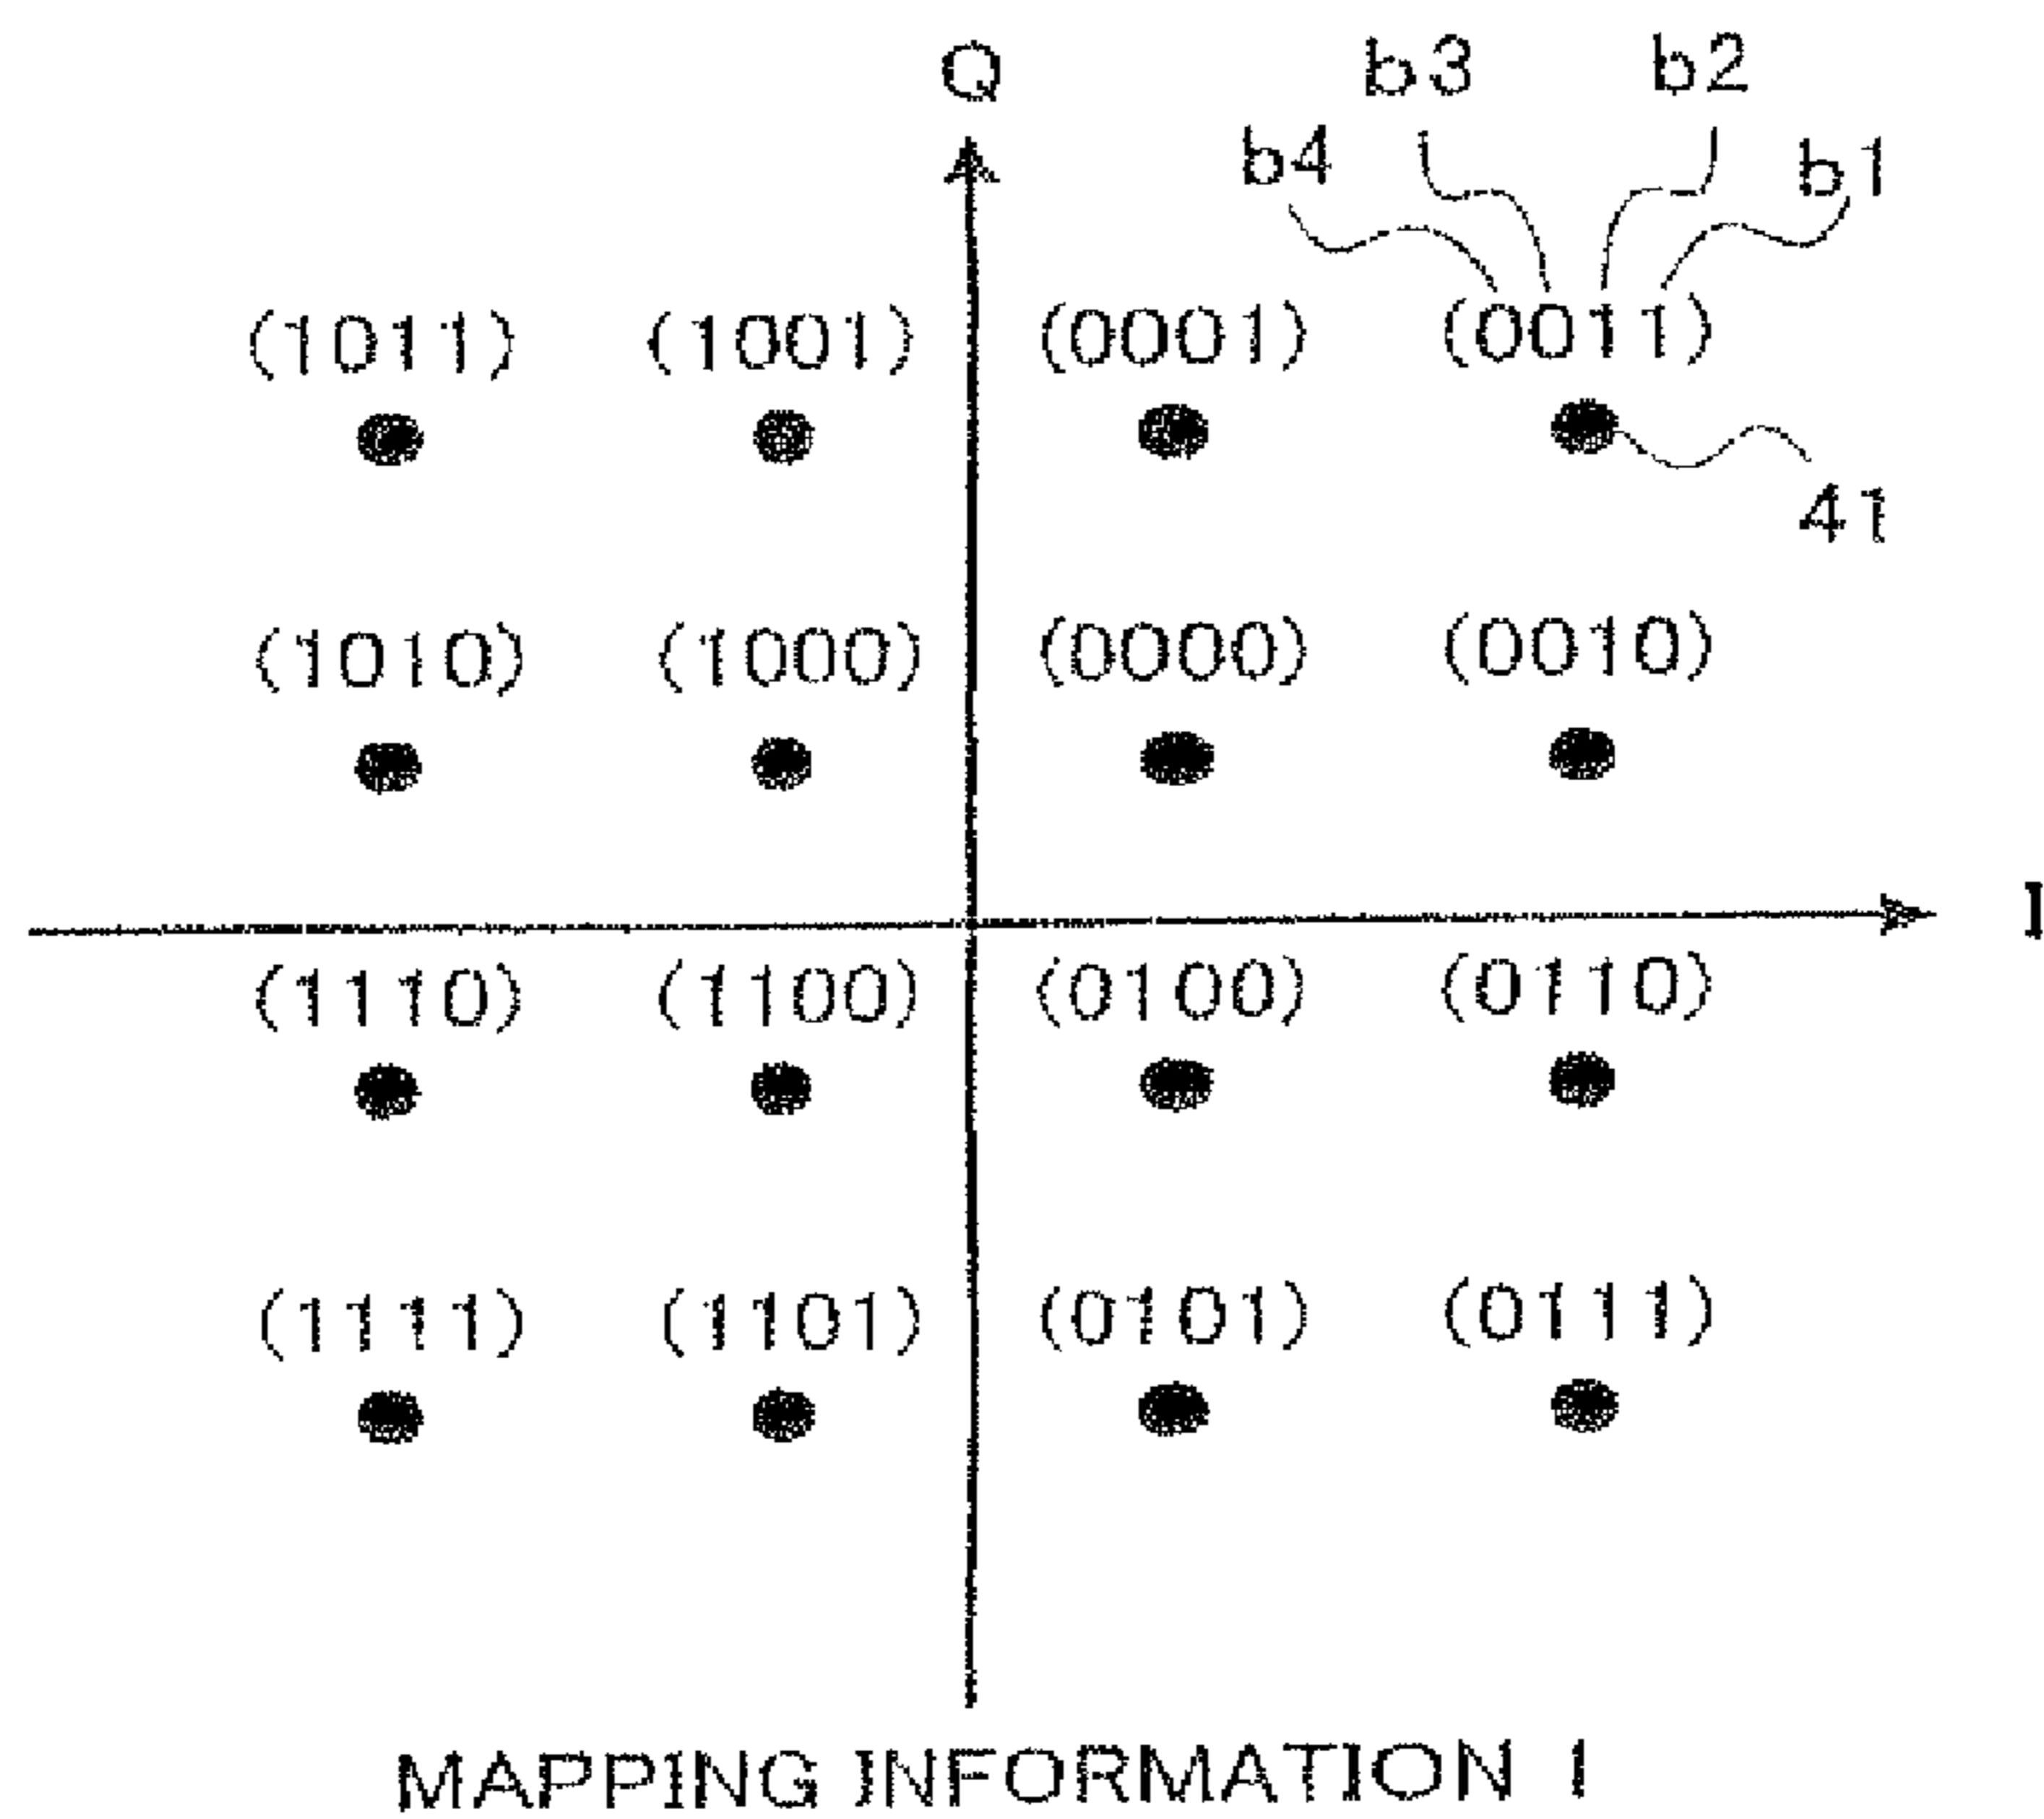 Q
b3 b2
b4 b1
(1011) (1001) (0001) (0011)
41
(1010) (1000) (0000) (0010)
I
(1110) (1100) (0100) (0110)
(1111) (1101) (0101) (0111)
MAPPING INFORMATION 1